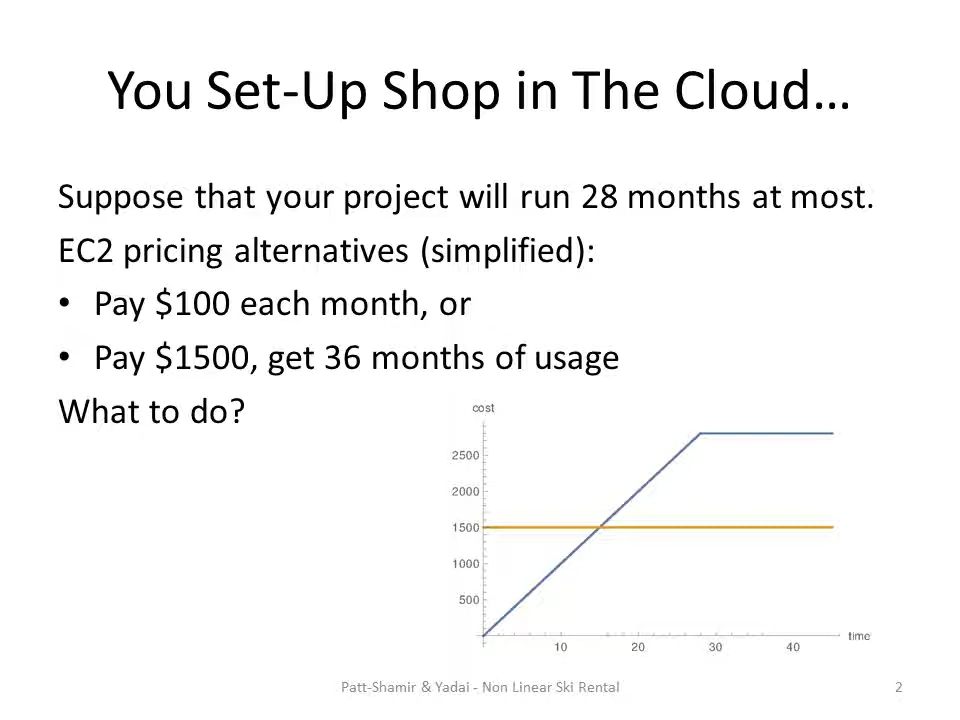 You Set-Up Shop in The Cloud…
Suppose that your project will run 28 months at most.
EC2 pricing alternatives (simplified):
• Pay $100 each month, or
• Pay $1500, get 36 months of usage
What to do?
cost
2500
2000
1500
1000
500
10 20 30 40 time
Patt-Shamir & Yadai - Non Linear Ski Rental 2